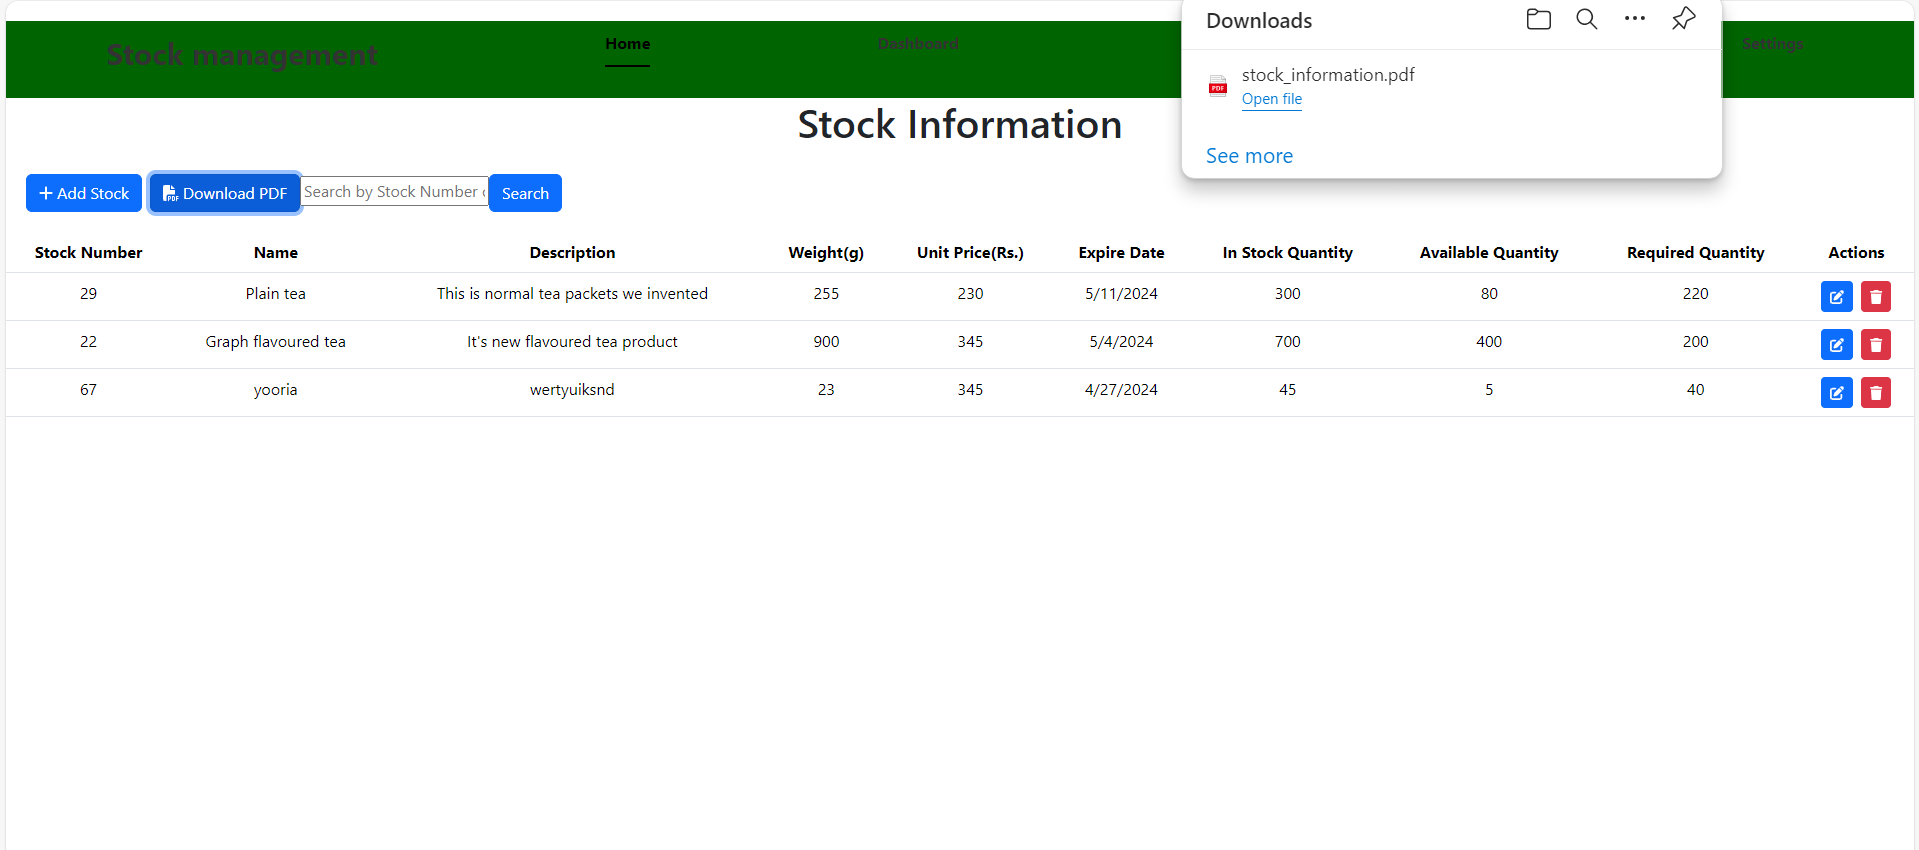 Stock management
Home
Dashboard
Settings
Downloads
PDF
stock_information.pdf
Open file
See more
Stock Information
+ Add Stock
PDF Download PDF
Search by Stock Number
Search
Stock Number Name Description Weight(g) Unit Price(Rs.) Expire Date In Stock Quantity Available Quantity Required Quantity Actions
29 Plain tea This is normal tea packets we invented 255 230 5/11/2024 300 80 220
22 Graph flavoured tea It's new flavoured tea product 900 345 5/4/2024 700 400 200
67 yooria wertyuiksnd 23 345 4/27/2024 45 5 40